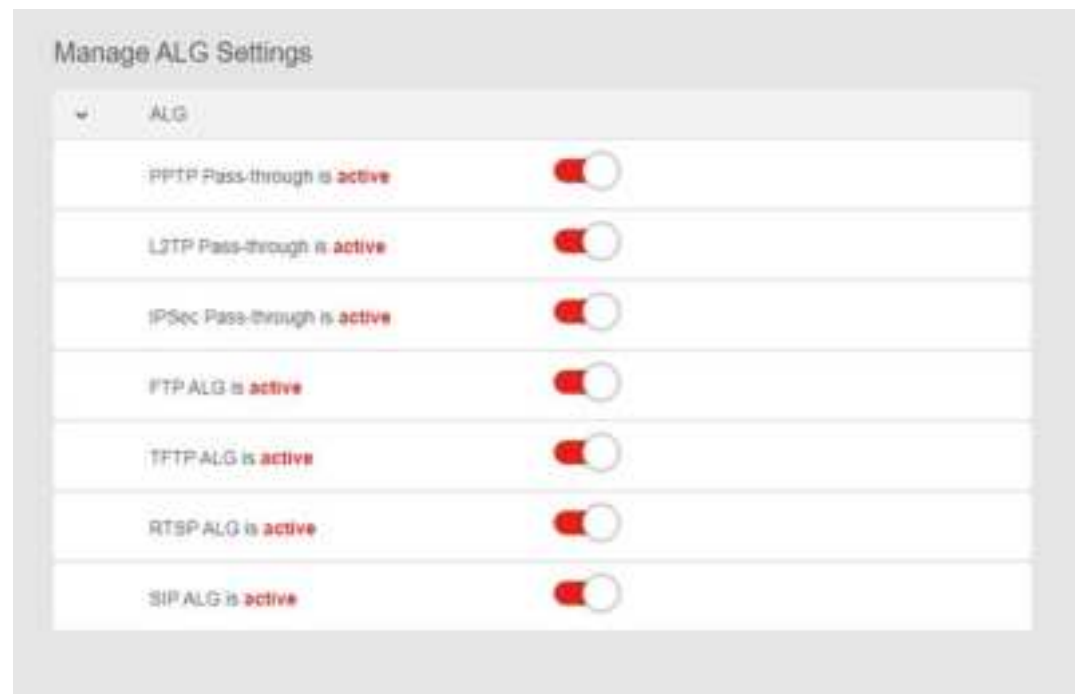 Manage ALG Settings
ALG
PPTP Pass-through is active
L2TP Pass-through is active
IPSec Pass-through is active
FTP ALG is active
TFTP ALG is active
RTSP ALG is active
SIP ALG is active